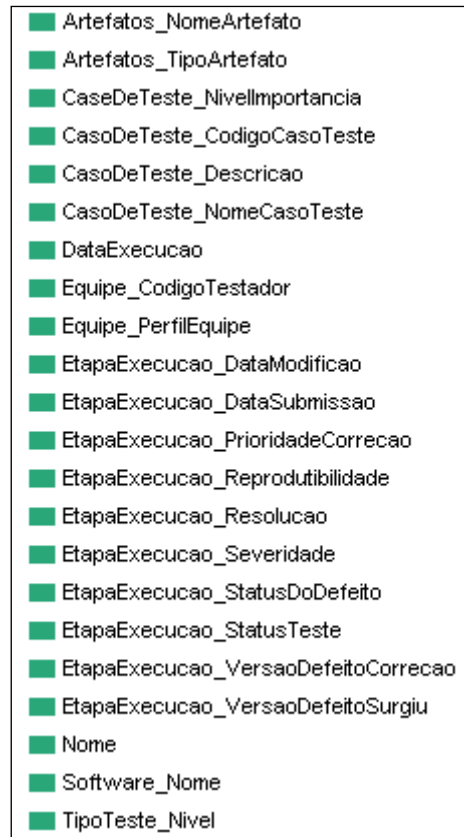 Artefatos_NomeArtefato
Artefatos_TipoArtefato
CaseDeTeste_NivelImportancia
CasoDeTeste_CodigoCasoTeste
CasoDeTeste_Descricao
CasoDeTeste_NomeCasoTeste
DataExecucao
Equipe_CodigoTestador
Equipe_PerfilEquipe
EtapaExecucao_DataModificao
EtapaExecucao_DataSubmissao
EtapaExecucao_PrioridadeCorrecao
EtapaExecucao_Reprodutibilidade
EtapaExecucao_Resolucao
EtapaExecucao_Severidade
EtapaExecucao_StatusDoDefeito
EtapaExecucao_StatusTeste
EtapaExecucao_VersaoDefeitoCorrecao
EtapaExecucao_VersaoDefeitoSurgiu
Nome
Software_Nome
TipoTeste_Nivel